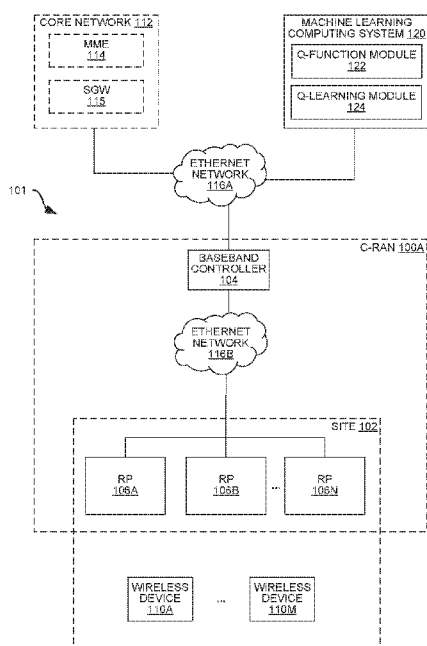 CORE NETWORK 112
MME
114
SGW
115
MACHINE LEARNING
COMPUTING SYSTEM 120
Q-FUNCTION MODULE
122
Q-LEARNING MODULE
124
ETHERNET
NETWORK
116A
101
C-RAN 100A
BASEBAND
CONTROLLER
104
ETHERNET
NETWORK
116B
SITE 102
RP
106A
RP
106B
...
RP
106N
WIRELESS
DEVICE
110A
...
WIRELESS
DEVICE
110M